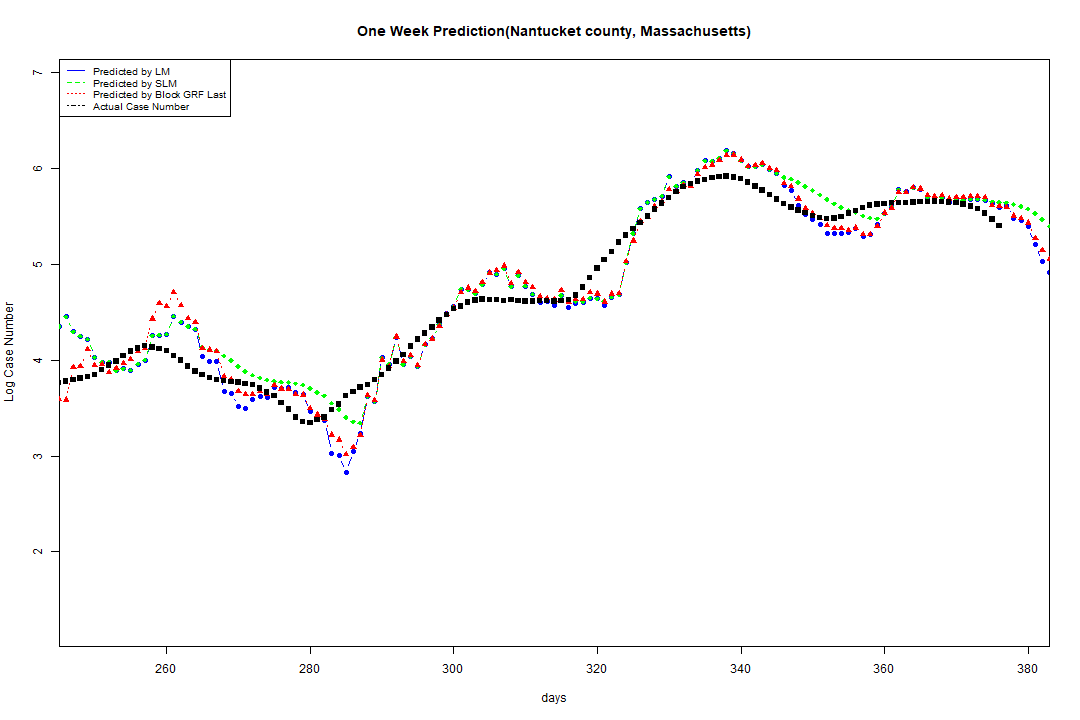 One Week Prediction(Nantucket county, Massachusetts)
Predicted by LM
Predicted by SLM
Predicted by Block GRF Last
Actual Case Number
7
6
5
4
3
2
Log Case Number
260 280 300 320 340 360 380
days